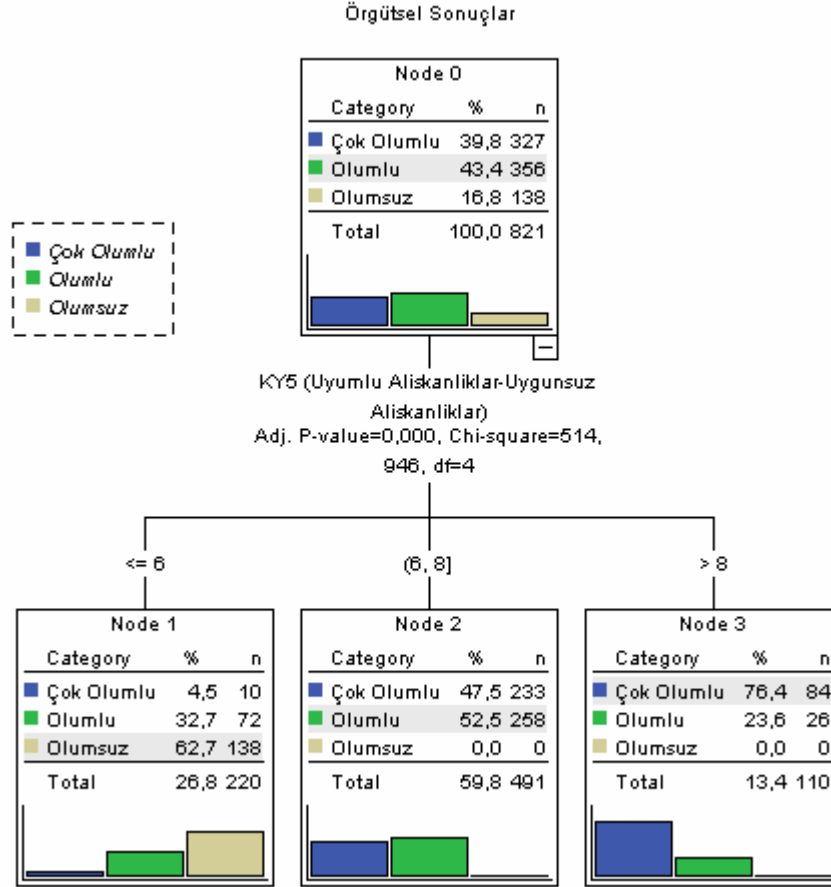 Örgütsel Sonuçlar
Node 0
Category % n
Çok Olumlu 39,8 327
Olumlu 43,4 356
Olumsuz 16,8 138
Total 100,0 821
Çok Olumlu
Olumlu
Olumsuz
KY5 (Uyumlu Aliskanliklar-Uygunsuz
Aliskanliklar)
Adj. P-value=0,000, Chi-square=514,
946, df=4
<= 6
(6, 8]
> 8
Node 1
Category % n
Çok Olumlu 4,5 10
Olumlu 32,7 72
Olumsuz 62,7 138
Total 26,8 220
Node 2
Category % n
Çok Olumlu 47,5 233
Olumlu 52,5 258
Olumsuz 0,0 0
Total 59,8 491
Node 3
Category % n
Çok Olumlu 76,4 84
Olumlu 23,6 26
Olumsuz 0,0 0
Total 13,4 110